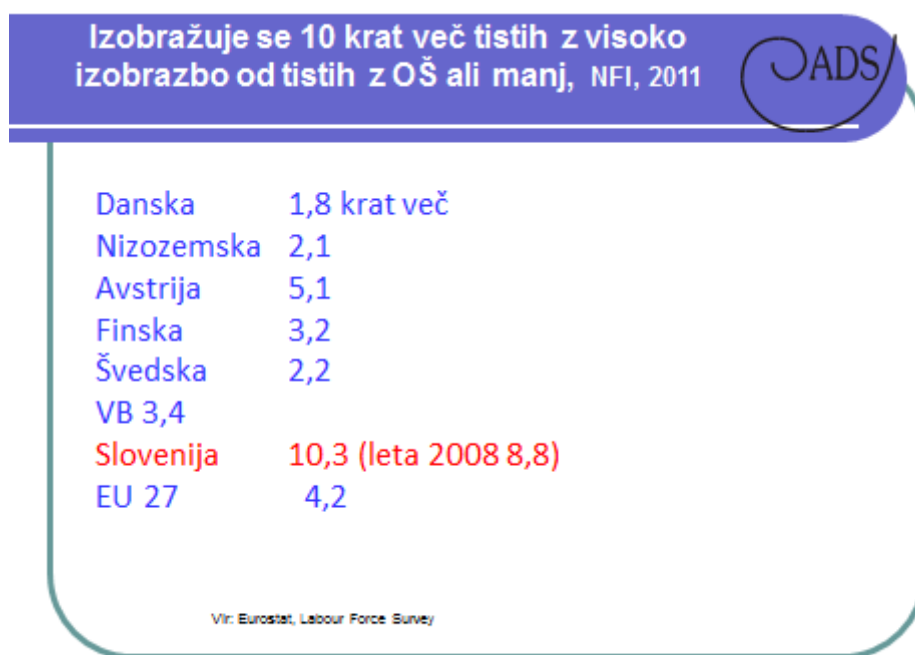 Izobražuje se 10 krat več tistih z visoko
izobrazbo od tistih z OŠ ali manj, NFI, 2011
ADS
Danska 1,8 krat več
Nizozemska 2,1
Avstrija 5,1
Finska 3,2
Švedska 2,2
VB 3,4
Slovenija 10,3 (leta 2008 8,8)
EU 27 4,2
Vir: Eurostat, Labour Force Survey